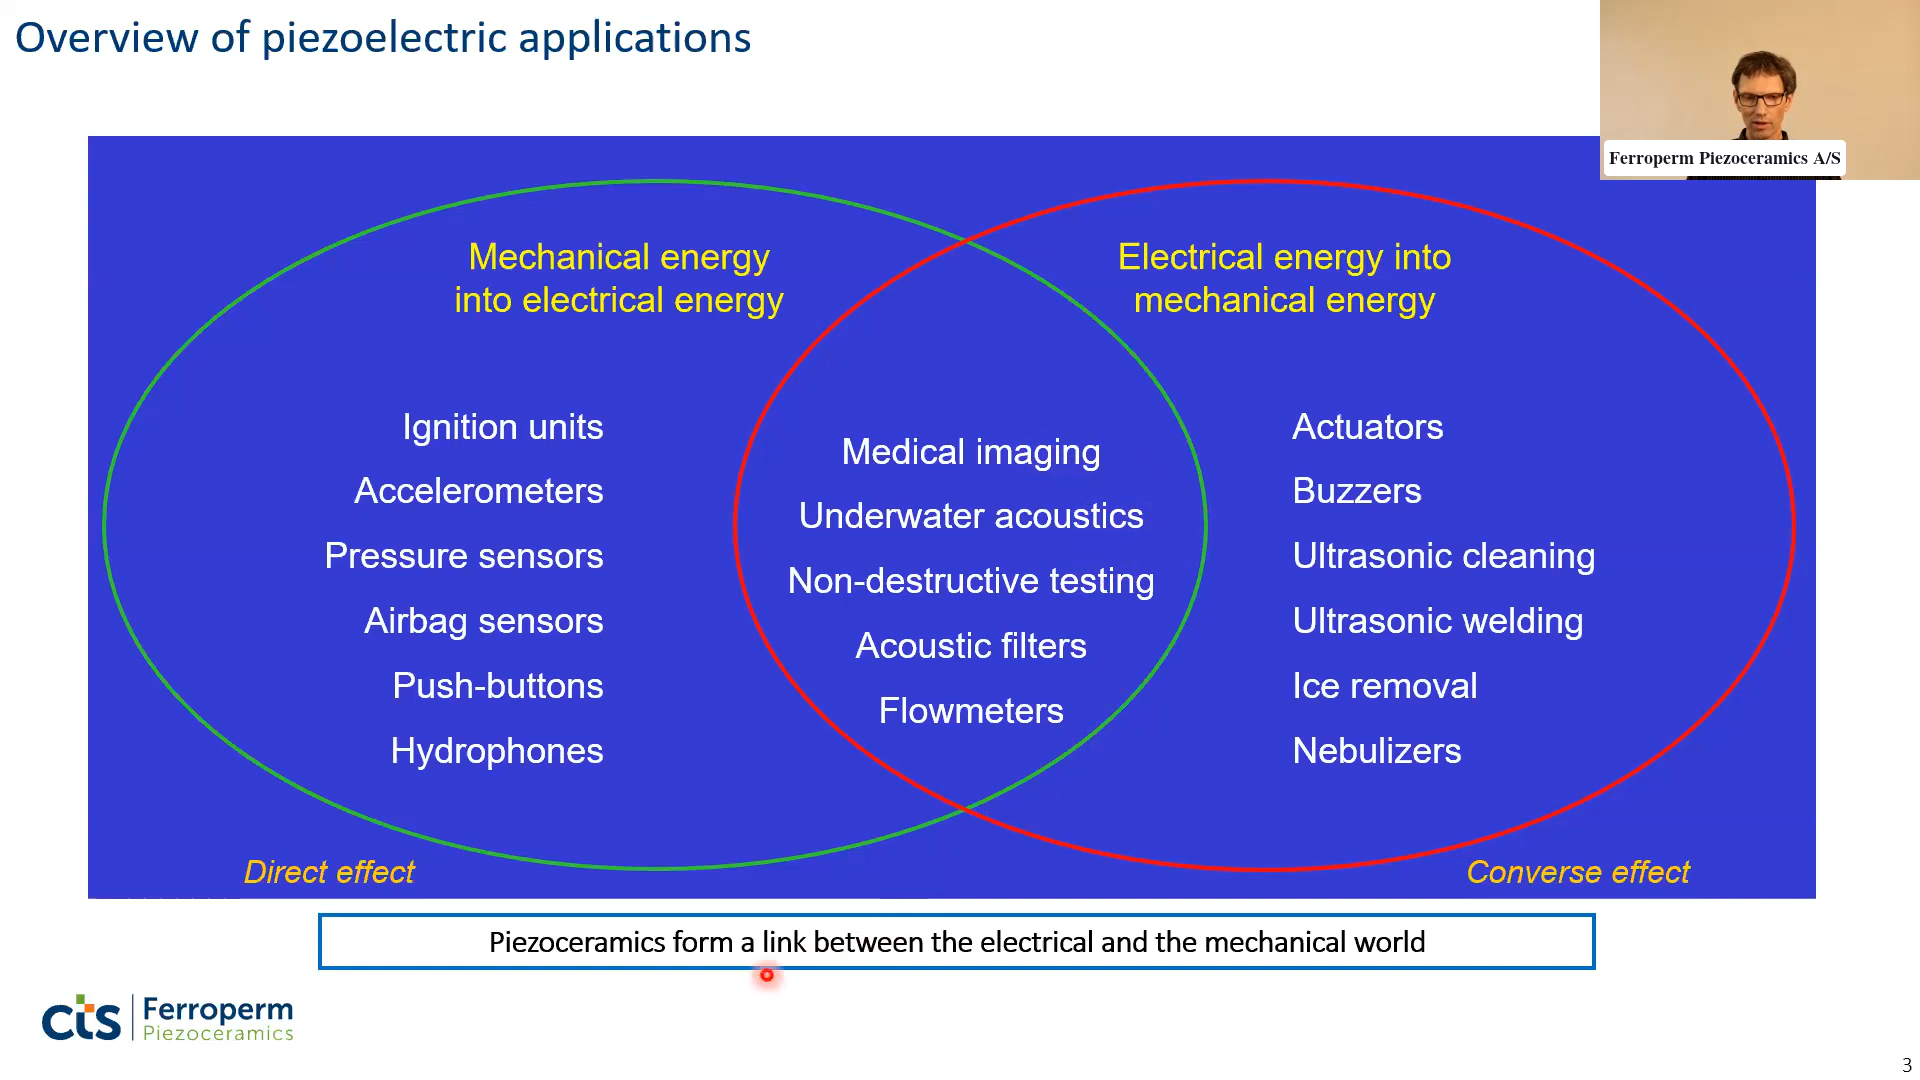 Overview of piezoelectric applications
Ferroperm Piezoceramics A/S
Mechanical energy
into electrical energy
Electrical energy into
mechanical energy
Ignition units
Accelerometers
Pressure sensors
Airbag sensors
Push-buttons
Hydrophones
Medical imaging
Underwater acoustics
Non-destructive testing
Acoustic filters
Flowmeters
Actuators
Buzzers
Ultrasonic cleaning
Ultrasonic welding
Ice removal
Nebulizers
Direct effect
Converse effect
Piezoceramics form a link between the electrical and the mechanical world
cts
Ferroperm
Piezoceramics
3